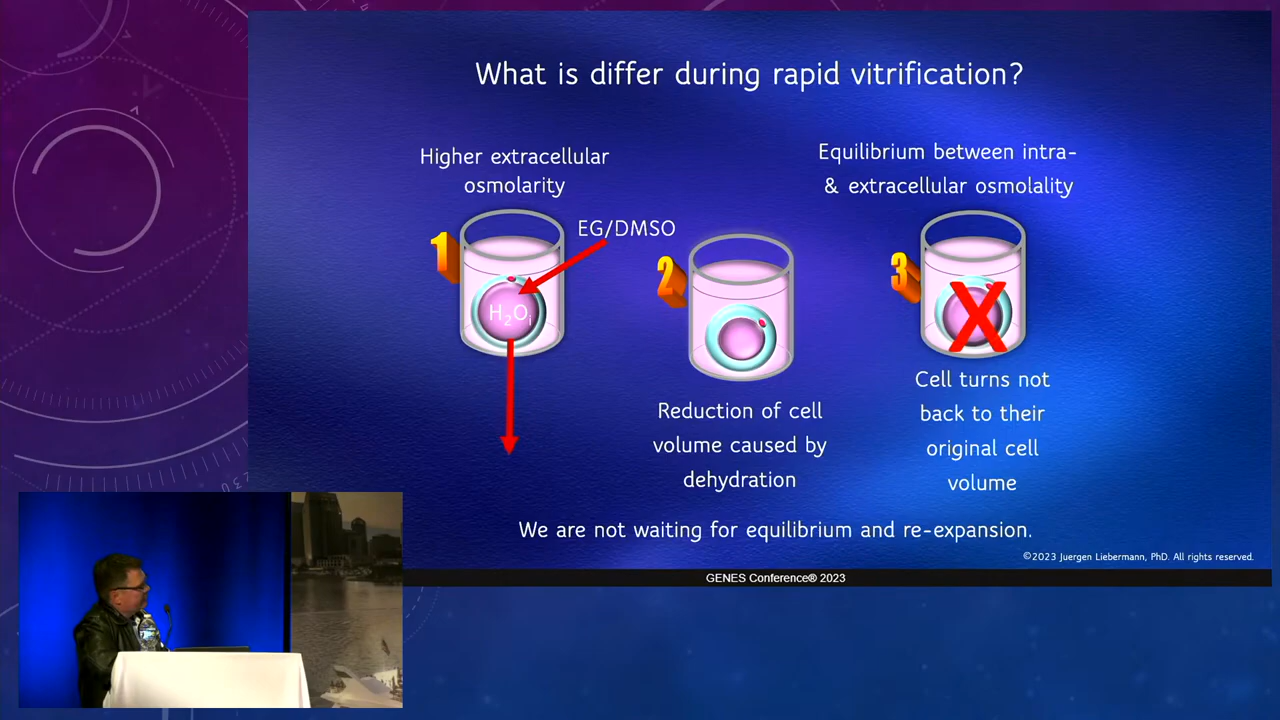 What is differ during rapid vitrification?
Higher extracellular
osmolarity
EG/DMSO
1
H₂Oᵢ
2
Reduction of cell
volume caused by
dehydration
Equilibrium between intra-
& extracellular osmolality
3
X
Cell turns not
back to their
original cell
volume
We are not waiting for equilibrium and re-expansion.
©2023 Juergen Liebermann, PhD. All rights reserved.
GENES Conference® 2023